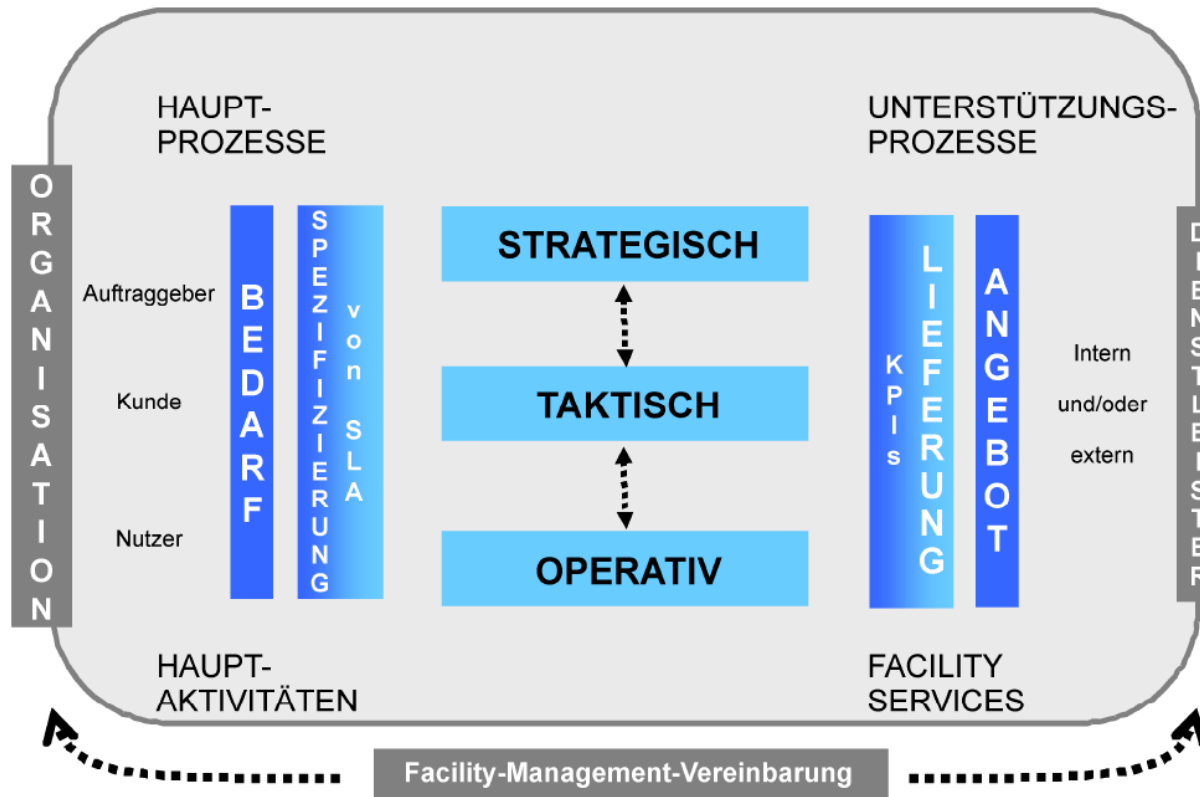 HAUPT-
PROZESSE
UNTERSTÜTZUNGS-
PROZESSE
ORGANISATION
Auftraggeber
Kunde
Nutzer
BEDARF
SPEZIFIZIERUNG
von SLA
STRATEGISCH
TAKTISCH
OPERATIV
KPIs
LIEFERUNG
ANGEBOT
Intern
und/oder
extern
DIENSTLEISTER
HAUPT-
AKTIVITÄTEN
FACILITY
SERVICES
Facility-Management-Vereinbarung